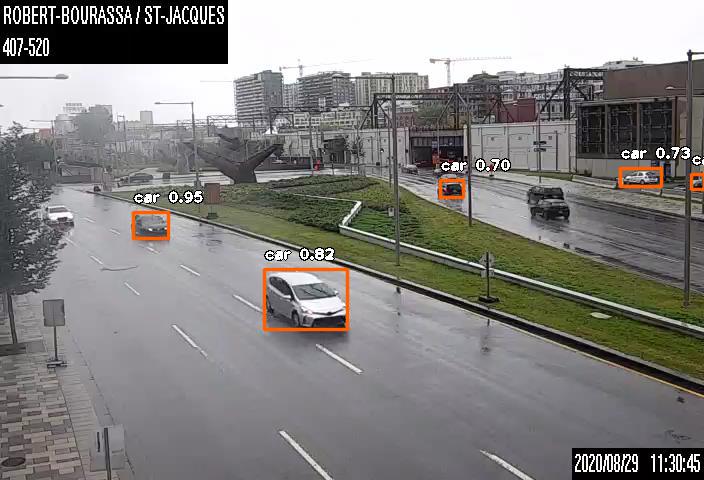 ROBERT-BOURASSA / ST-JACQUES
407-520
car 0.95
car 0.82
car 0.70
car 0.73
ca
2020/08/29 11:30:45